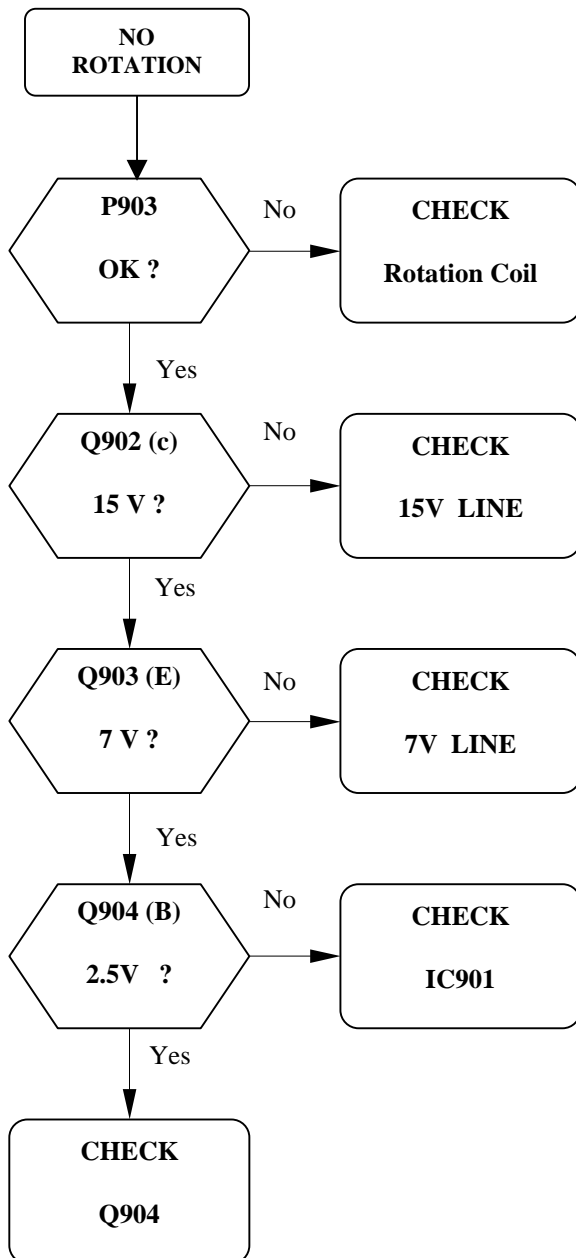 NO
ROTATION
P903
OK ?
No
CHECK
Rotation Coil
Yes
Q902 (c)
15 V ?
No
CHECK
15V LINE
Yes
Q903 (E)
7 V ?
No
CHECK
7V LINE
Yes
Q904 (B)
2.5V ?
No
CHECK
IC901
Yes
CHECK
Q904